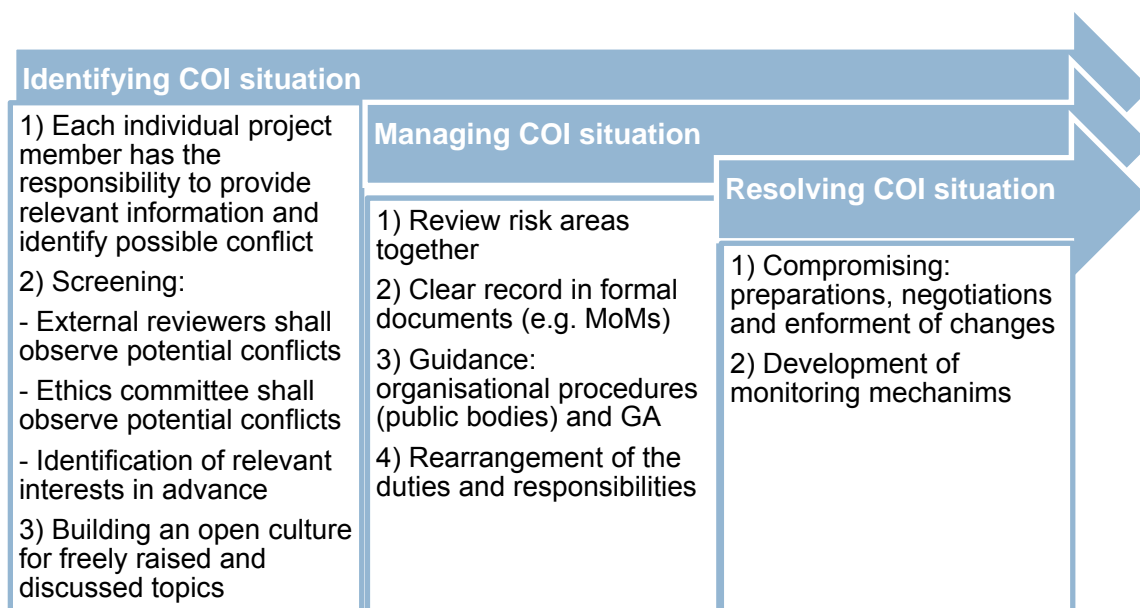 Identifying COI situation
1) Each individual project
member has the
responsibility to provide
relevant information and
identify possible conflict
2) Screening:
- External reviewers shall
observe potential conflicts
- Ethics committee shall
observe potential conflicts
- Identification of relevant
interests in advance
3) Building an open culture
for freely raised and
discussed topics
Managing COI situation
1) Review risk areas
together
2) Clear record in formal
documents (e.g. MoMs)
3) Guidance:
organisational procedures
(public bodies) and GA
4) Rearrangement of the
duties and responsibilities
Resolving COI situation
1) Compromising:
preparations, negotiations
and enforment of changes
2) Development of
monitoring mechanims